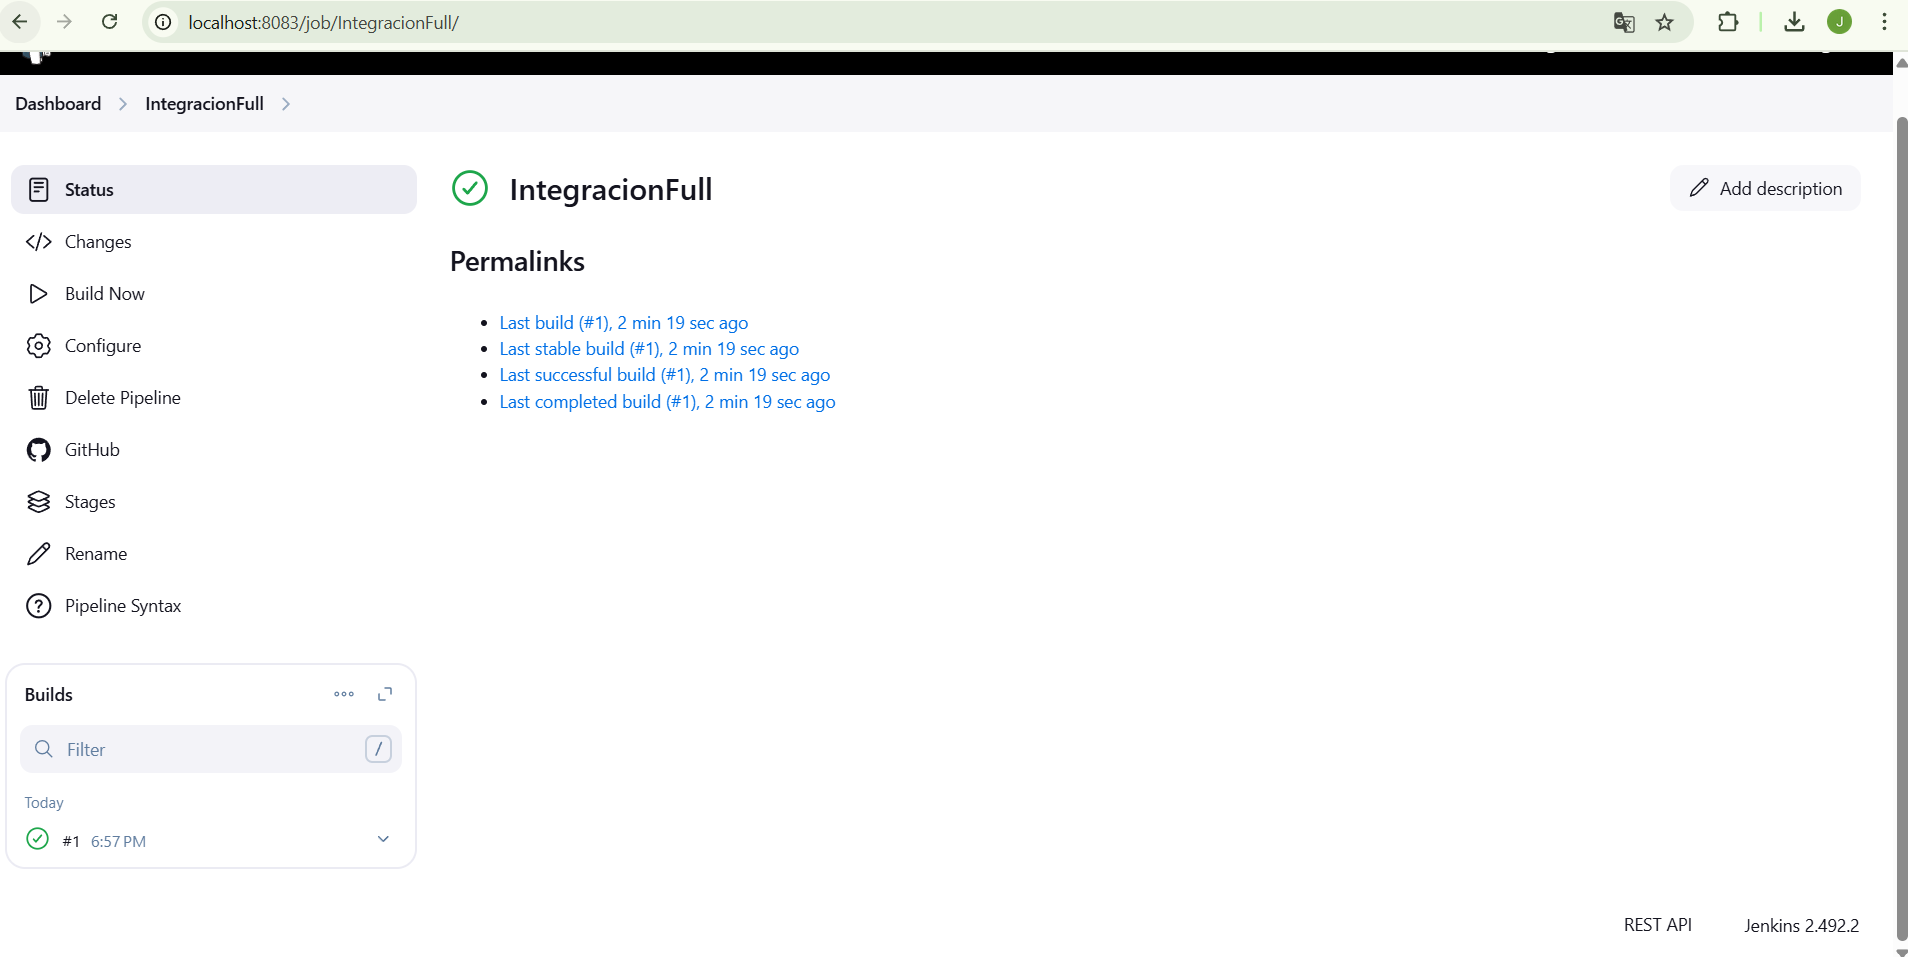 localhost:8083/job/IntegracionFull/
J
Dashboard
IntegracionFull
Status
Changes
Build Now
Configure
Delete Pipeline
GitHub
Stages
Rename
Pipeline Syntax
Builds
Filter
/
Today
#1 6:57 PM
IntegracionFull
Add description
Permalinks
Last build (#1), 2 min 19 sec ago
Last stable build (#1), 2 min 19 sec ago
Last successful build (#1), 2 min 19 sec ago
Last completed build (#1), 2 min 19 sec ago
REST API
Jenkins 2.492.2